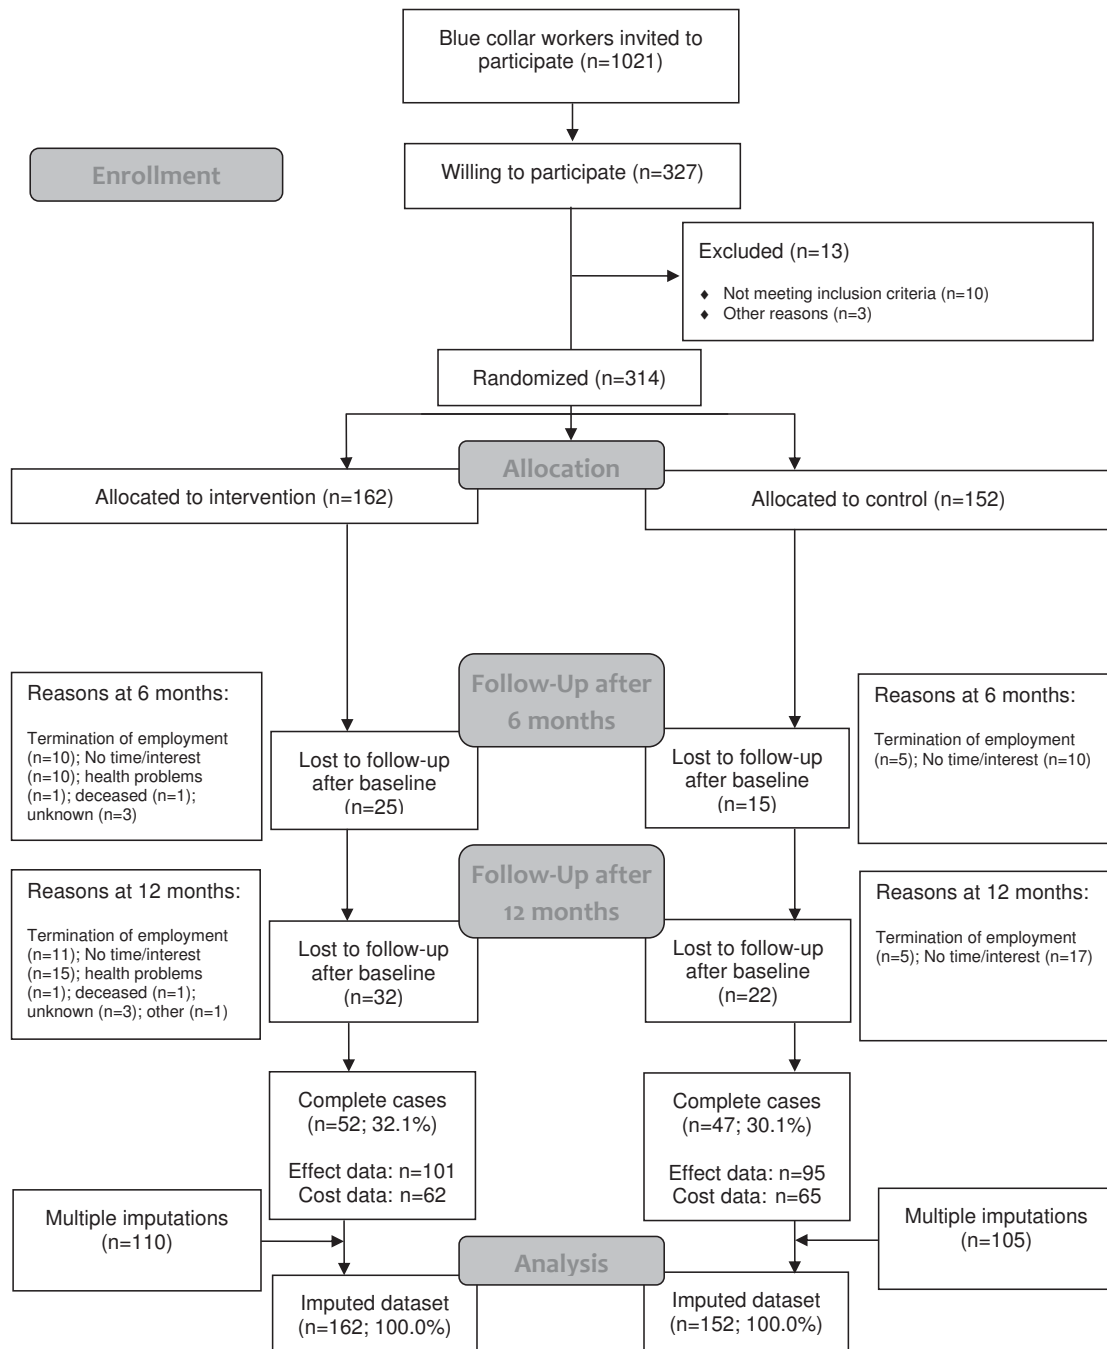 Blue collar workers invited to
participate (n=1021)
Enrollment
Willing to participate (n=327)
Excluded (n=13)
♦ Not meeting inclusion criteria (n=10)
♦ Other reasons (n=3)
Randomized (n=314)
Allocation
Allocated to intervention (n=162)
Allocated to control (n=152)
Follow-Up after
6 months
Reasons at 6 months:
Termination of employment
(n=10); No time/interest
(n=10); health problems
(n=1); deceased (n=1);
unknown (n=3)
Lost to follow-up
after baseline
(n=25)
Lost to follow-up
after baseline
(n=15)
Reasons at 6 months:
Termination of employment
(n=5); No time/interest (n=10)
Follow-Up after
12 months
Reasons at 12 months:
Termination of employment
(n=11); No time/interest
(n=15); health problems
(n=1); deceased (n=1);
unknown (n=3); other (n=1)
Lost to follow-up
after baseline
(n=32)
Lost to follow-up
after baseline
(n=22)
Reasons at 12 months:
Termination of employment
(n=5); No time/interest (n=17)
Complete cases
(n=52; 32.1%)
Effect data: n=101
Cost data: n=62
Complete cases
(n=47; 30.1%)
Effect data: n=95
Cost data: n=65
Multiple imputations
(n=110)
Multiple imputations
(n=105)
Analysis
Imputed dataset
(n=162; 100.0%)
Imputed dataset
(n=152; 100.0%)